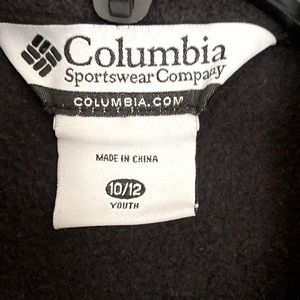 Columbia
Sportswear Company
COLUMBIA.COM
MADE IN CHINA
10/12
YOUTH